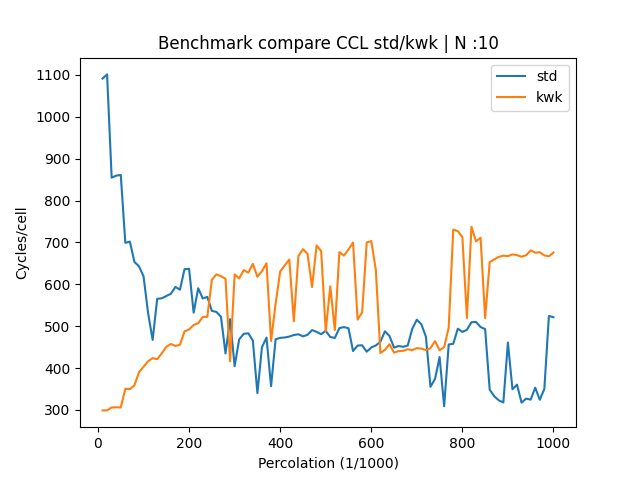 Benchmark compare CCL std/kwk | N :10
std
kwk
Cycles/cell
1100
1000
900
800
700
600
500
400
300
0 200 400 600 800 1000
Percolation (1/1000)